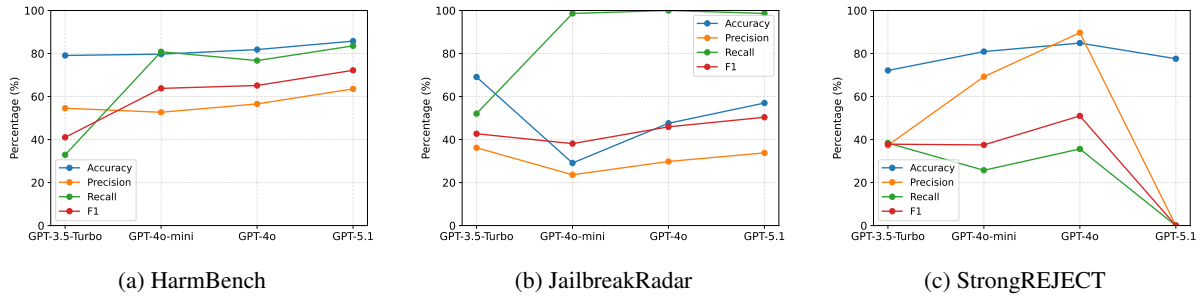 100
80
60
40
20
0
Percentage (%)
Accuracy
Precision
Recall
F1
GPT-3.5-Turbo GPT-4o-mini GPT-4o GPT-5.1
(a) HarmBench
100
80
60
40
20
0
Percentage (%)
Accuracy
Precision
Recall
F1
GPT-3.5-Turbo GPT-4o-mini GPT-4o GPT-5.1
(b) JailbreakRadar
100
80
60
40
20
0
Percentage (%)
Accuracy
Precision
Recall
F1
GPT-3.5-Turbo GPT-4o-mini GPT-4o GPT-5.1
(c) StrongREJECT